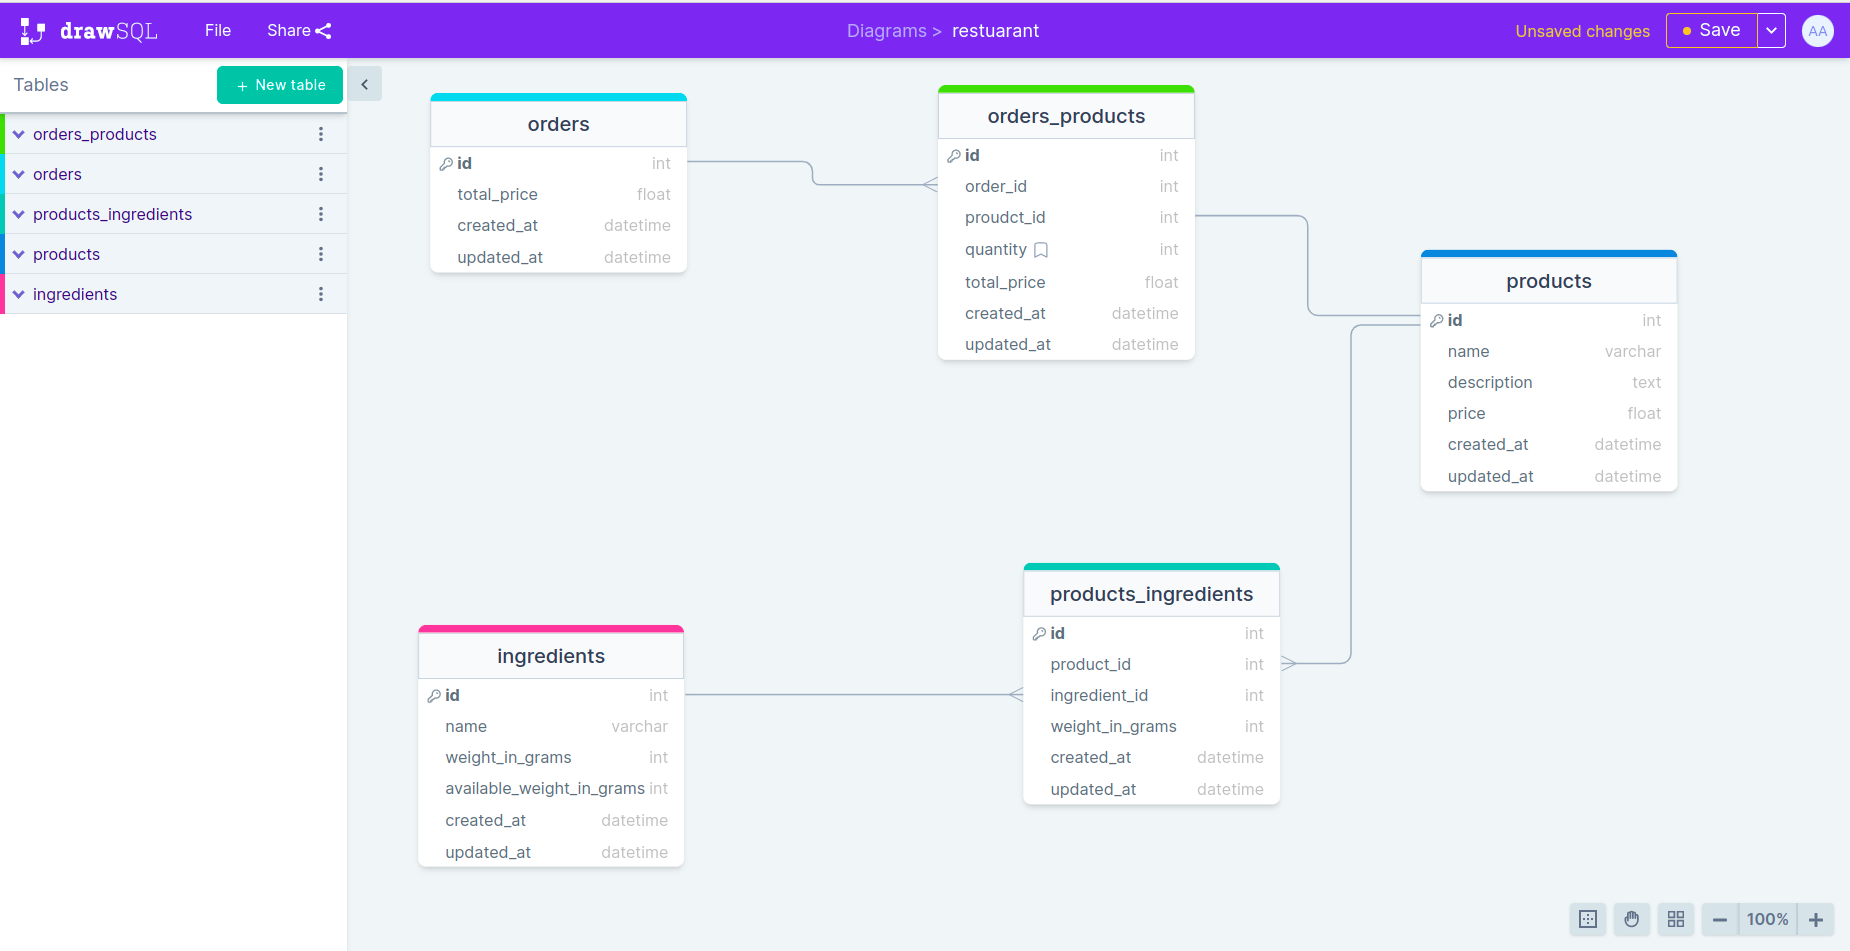 drawSQL File Share Diagrams > restuarant Unsaved changes Save AA
Tables + New table
orders_products
orders
products_ingredients
products
ingredients
orders
id int
total_price float
created_at datetime
updated_at datetime
orders_products
id int
order_id int
proudct_id int
quantity int
total_price float
created_at datetime
updated_at datetime
products
id int
name varchar
description text
price float
created_at datetime
updated_at datetime
products_ingredients
id int
product_id int
ingredient_id int
weight_in_grams int
created_at datetime
updated_at datetime
ingredients
id int
name varchar
weight_in_grams int
available_weight_in_grams int
created_at datetime
updated_at datetime
100%